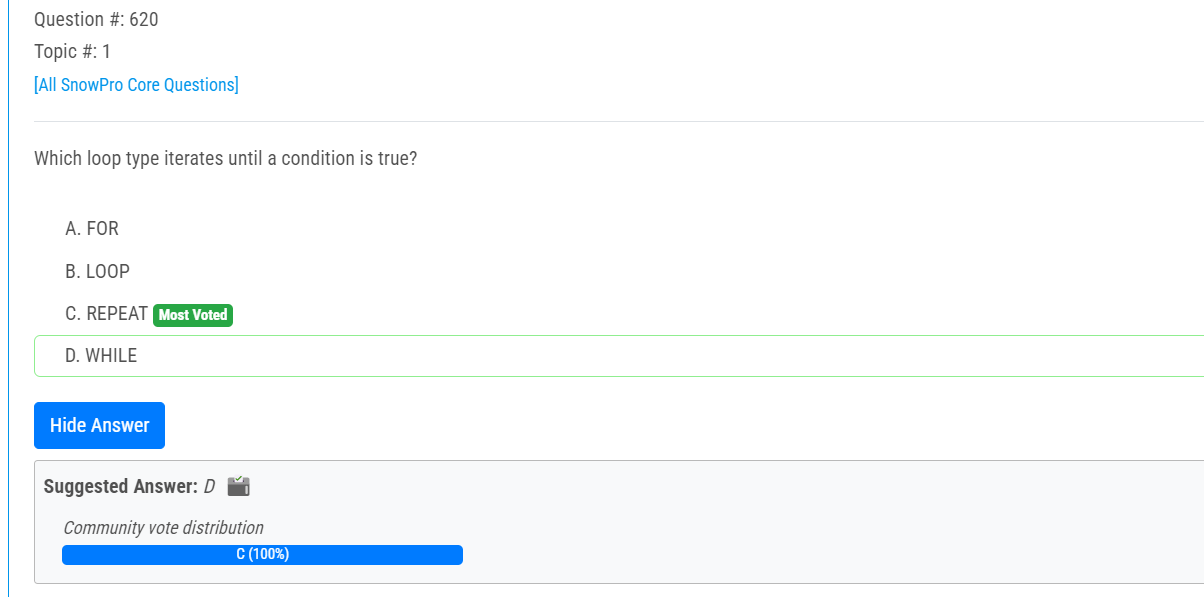 Question #: 620
Topic #: 1
[All SnowPro Core Questions]
Which loop type iterates until a condition is true?
A. FOR
B. LOOP
C. REPEAT Most Voted
D. WHILE
Hide Answer
Suggested Answer: D
Community vote distribution
C (100%)